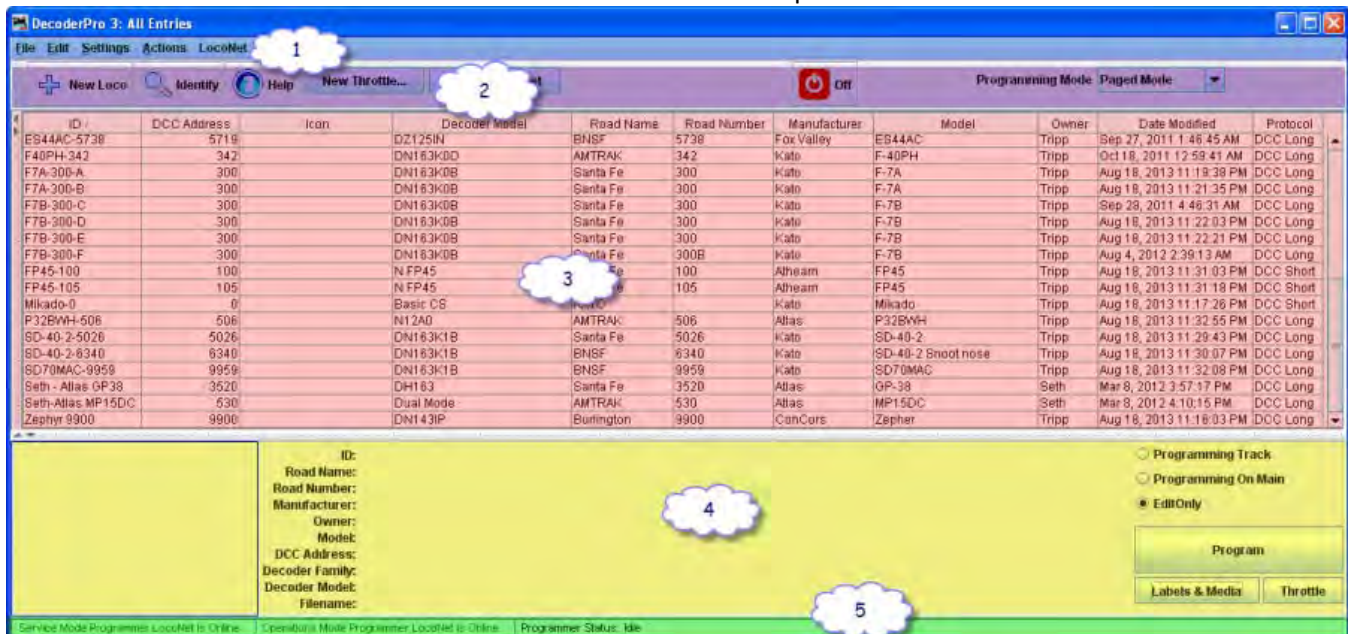 DecoderPro 3: All Entries
File Edit Settings Actions LocoNet
1
New Loco Identify Help New Throttle... Off Programming Mode Paged Mode
2
ID DCC Address Icon Decoder Model Road Name Road Number Manufacturer Model Owner Date Modified Protocol
ES44AC-5738 5719 DZ125IN BNSF 5738 Fox Valley ES44AC Tripp Sep 27, 2011 1:46:45 AM DCC Long
F40PH-342 342 DN163K0D AMTRAK 342 Kato F-40PH Tripp Oct 18, 2011 12:59:41 AM DCC Long
F7A-300-A 300 DN163K0B Santa Fe 300 Kato F-7A Tripp Aug 18, 2013 11:19:38 PM DCC Long
F7A-300-B 300 DN163K0B Santa Fe 300 Kato F-7A Tripp Aug 18, 2013 11:21:35 PM DCC Long
F7B-300-C 300 DN163K0B Santa Fe 300 Kato F-7B Tripp Sep 28, 2011 4:46:31 AM DCC Long
F7B-300-D 300 DN163K0B Santa Fe 300 Kato F-7B Tripp Aug 18, 2013 11:22:03 PM DCC Long
F7B-300-E 300 DN163K0B Santa Fe 300 Kato F-7B Tripp Aug 18, 2013 11:22:21 PM DCC Long
F7B-300-F 300 DN163K0B Santa Fe 300B Kato F-7B Tripp Aug 4, 2012 2:39:13 AM DCC Long
FP45-100 100 N FP45 100 Athearn FP45 Tripp Aug 18, 2013 11:31:03 PM DCC Short
3
FP45-105 105 N FP45 105 Athearn FP45 Tripp Aug 18, 2013 11:31:18 PM DCC Short
Mikado-0 0 Basic CS Kato Mikado Tripp Aug 18, 2013 11:17:26 PM DCC Short
P32BWH-506 506 N12A0 AMTRAK 506 Atlas P32BWH Tripp Aug 18, 2013 11:32:55 PM DCC Long
SD-40-2-5026 5026 DN163K1B Santa Fe 5026 Kato SD-40-2 Tripp Aug 18, 2013 11:29:43 PM DCC Long
SD-40-2-6340 6340 DN163K1B BNSF 6340 Kato SD-40-2 Snoot nose Tripp Aug 18, 2013 11:30:07 PM DCC Long
SD70MAC-9959 9959 DN163K1B BNSF 9959 Kato SD70MAC Tripp Aug 18, 2013 11:32:08 PM DCC Long
Seth - Atlas GP38 3520 DH163 Santa Fe 3520 Atlas GP-38 Seth Mar 8, 2012 3:57:17 PM DCC Long
Seth-Atlas MP15DC 530 Dual Mode AMTRAK 530 Atlas MP15DC Seth Mar 8, 2012 4:10:15 PM DCC Long
Zephyr 9900 9900 DN143IP Burlington 9900 ConCors Zepher Tripp Aug 18, 2013 11:16:03 PM DCC Long
ID:
Road Name:
Road Number:
Manufacturer:
Owner:
Model:
DCC Address:
Decoder Family:
Decoder Model:
Filename:
4
Programming Track
Programming On Main
Edit Only
Program
Labels & Media Throttle
5
Service Mode Programmer LocoNet Is Online Operations Mode Programmer LocoNet Is Online Programmer Status: Idle